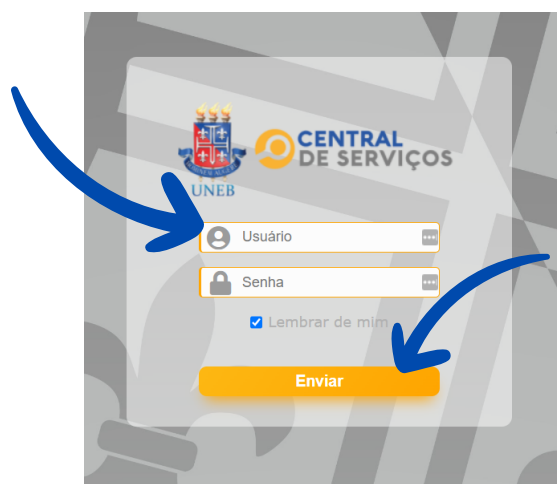 CENTRAL
DE SERVIÇOS
UNEB
Usuário
Senha
Lembrar de mim
Enviar